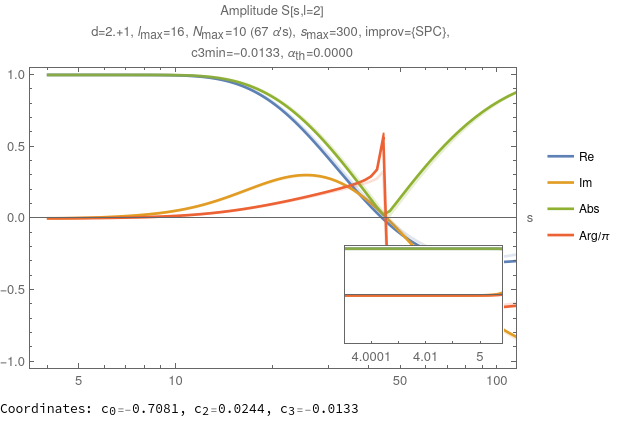 Amplitude S[s,l=2]
d=2.+1, lmax=16, Nmax=10 (67 α's), smax=300, improv={SPC},
c3min=-0.0133, αth=0.0000
1.0
0.5
0.0
-0.5
-1.0
s
Re
Im
Abs
Arg/π
4.0001 4.01 5
5 10 50 100
Coordinates: c0=-0.7081, c2=0.0244, c3=-0.0133